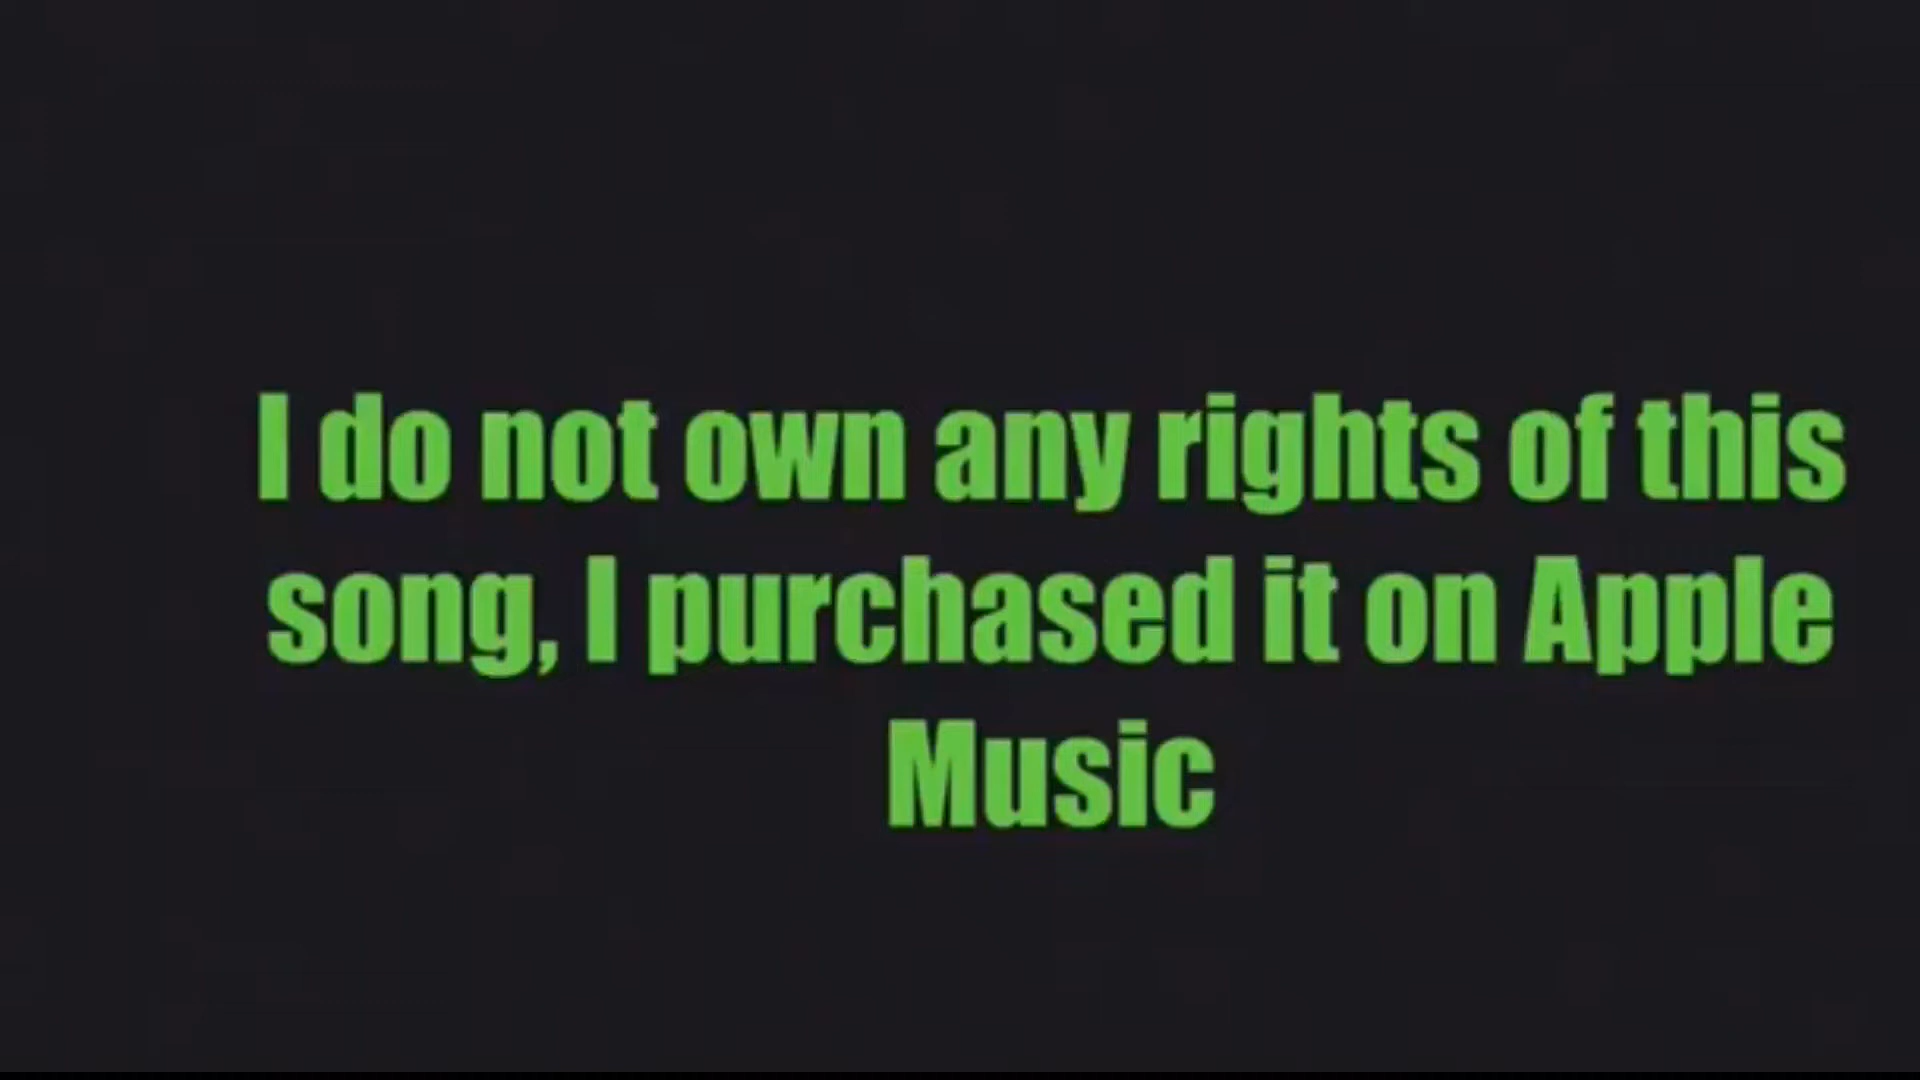 I do not own any rights of this
song, I purchased it on Apple
Music